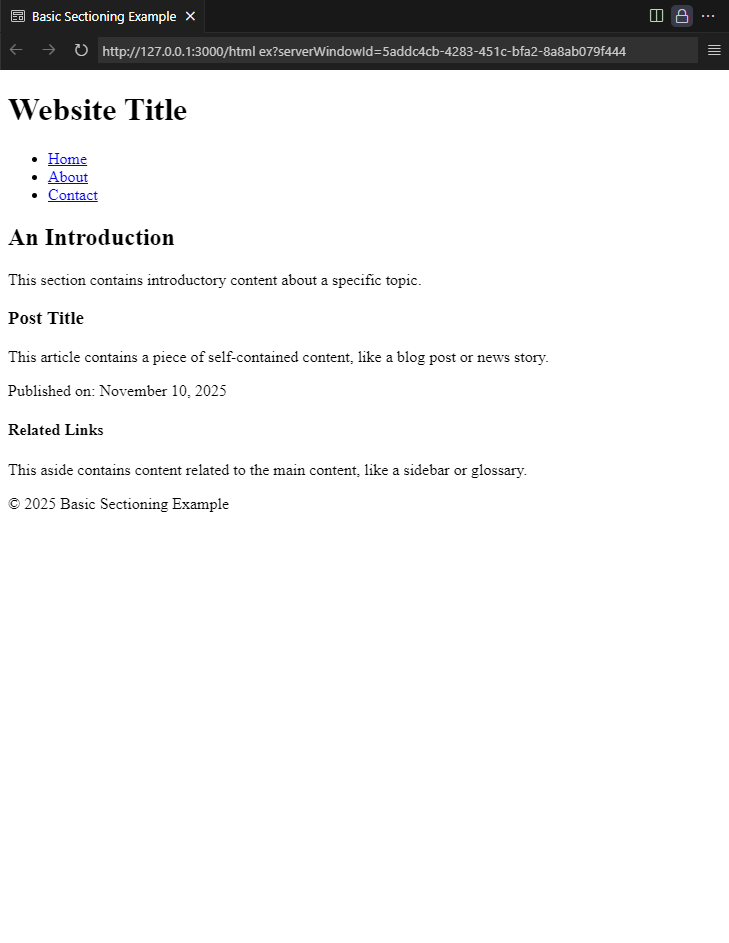 Basic Sectioning Example
http://127.0.0.1:3000/html ex?serverWindowId=5addc4cb-4283-451c-bfa2-8a8ab079f444
Website Title
Home
About
Contact
An Introduction
This section contains introductory content about a specific topic.
Post Title
This article contains a piece of self-contained content, like a blog post or news story.
Published on: November 10, 2025
Related Links
This aside contains content related to the main content, like a sidebar or glossary.
© 2025 Basic Sectioning Example